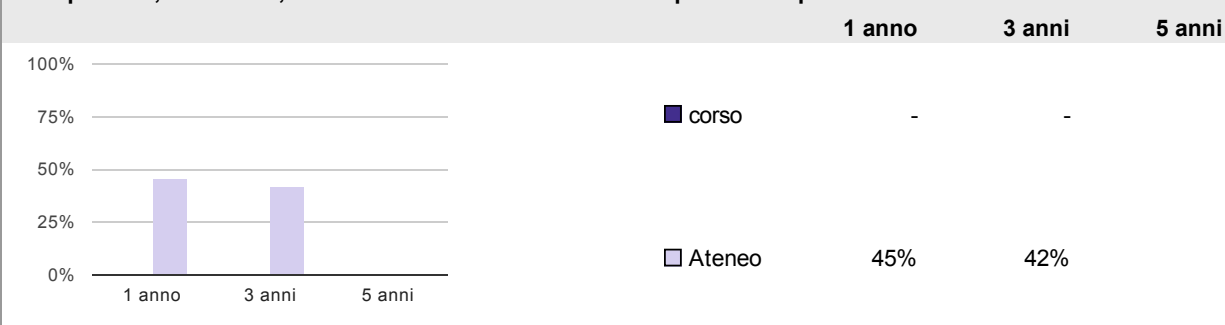 1 anno 3 anni 5 anni
100%
75%
50%
25%
0%
1 anno 3 anni 5 anni
corso - -
Ateneo 45% 42%